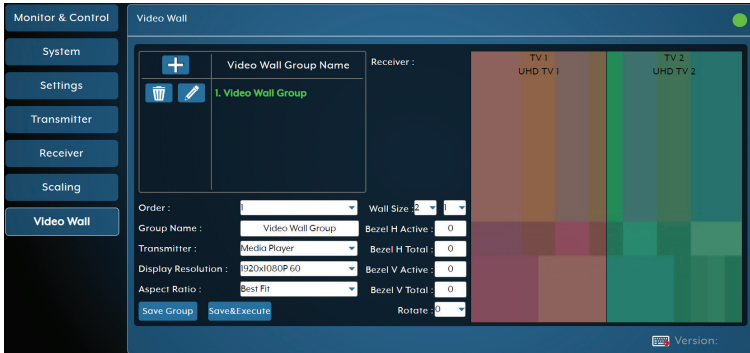 Monitor & Control
System
Settings
Transmitter
Receiver
Scaling
Video Wall
Video Wall
Video Wall Group Name
1. Video Wall Group
Receiver :
TV 1
UHD TV 1
TV 2
UHD TV 2
Order : 1
Wall Size : 2 1
Group Name : Video Wall Group
Bezel H Active : 0
Transmitter : Media Player
Bezel H Total : 0
Display Resolution : 1920x1080P 60
Bezel V Active : 0
Aspect Ratio : Best Fit
Bezel V Total : 0
Save Group
Save&Execute
Rotate : 0
Version: